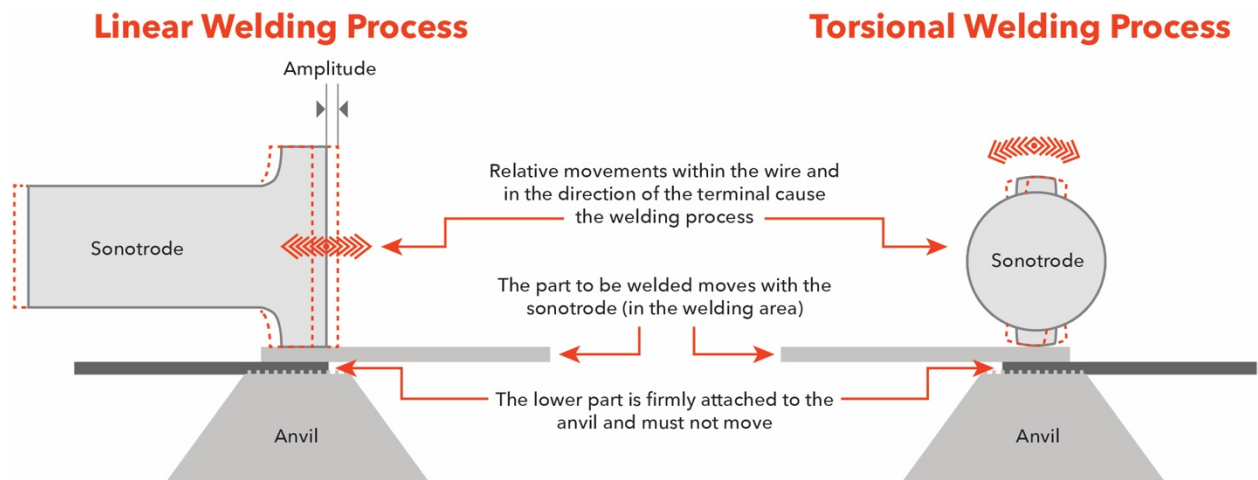 Linear Welding Process
Torsional Welding Process
Amplitude
Relative movements within the wire and
in the direction of the terminal cause
the welding process
Sonotrode
Sonotrode
The part to be welded moves with the
sonotrode (in the welding area)
The lower part is firmly attached to the
anvil and must not move
Anvil
Anvil